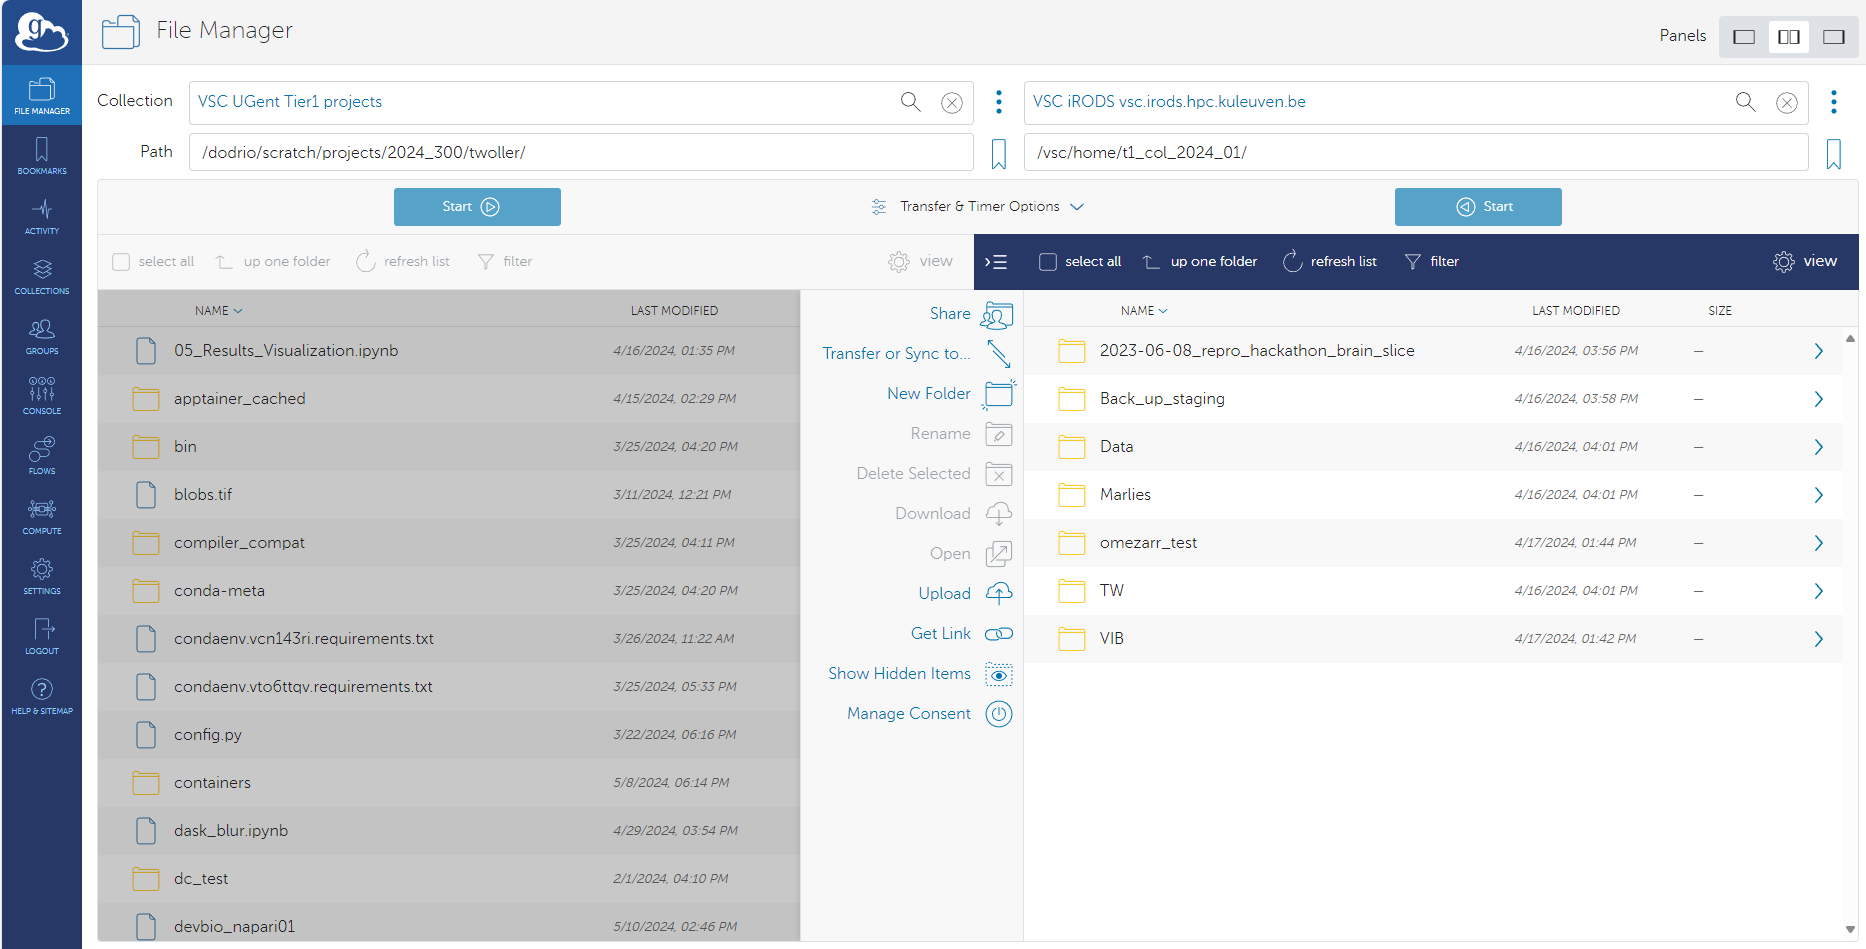 g
File Manager
Panels
FILE MANAGER
BOOKMARKS
ACTIVITY
COLLECTIONS
GROUPS
CONSOLE
FLOWS
COMPUTE
SETTINGS
LOGOUT
HELP & SITEMAP
Collection
VSC UGent Tier1 projects
VSC iRODS vsc.irods.hpc.kuleuven.be
Path
/dodrio/scratch/projects/2024_300/twoller/
/vsc/home/t1_col_2024_01/
Start
Transfer & Timer Options
Start
select all up one folder refresh list filter view
select all up one folder refresh list filter view
NAME LAST MODIFIED
05_Results_Visualization.ipynb 4/16/2024, 01:35 PM
apptainer_cached 4/15/2024, 02:29 PM
bin 3/25/2024, 04:20 PM
blobs.tif 3/11/2024, 12:21 PM
compiler_compat 3/25/2024, 04:11 PM
conda-meta 3/25/2024, 04:20 PM
condaenv.vcn143ri.requirements.txt 3/26/2024, 11:22 AM
condaenv.vto6ttqv.requirements.txt 3/25/2024, 05:33 PM
config.py 3/22/2024, 06:16 PM
containers 5/8/2024, 06:14 PM
dask_blur.ipynb 4/29/2024, 03:54 PM
dc_test 2/1/2024, 04:10 PM
devbio_napari01 5/10/2024, 02:46 PM
Share
Transfer or Sync to...
New Folder
Rename
Delete Selected
Download
Open
Upload
Get Link
Show Hidden Items
Manage Consent
NAME LAST MODIFIED SIZE
2023-06-08_repro_hackathon_brain_slice 4/16/2024, 03:56 PM –
Back_up_staging 4/16/2024, 03:58 PM –
Data 4/16/2024, 04:01 PM –
Marlies 4/16/2024, 04:01 PM –
omezarr_test 4/17/2024, 01:44 PM –
TW 4/16/2024, 04:01 PM –
VIB 4/17/2024, 01:42 PM –